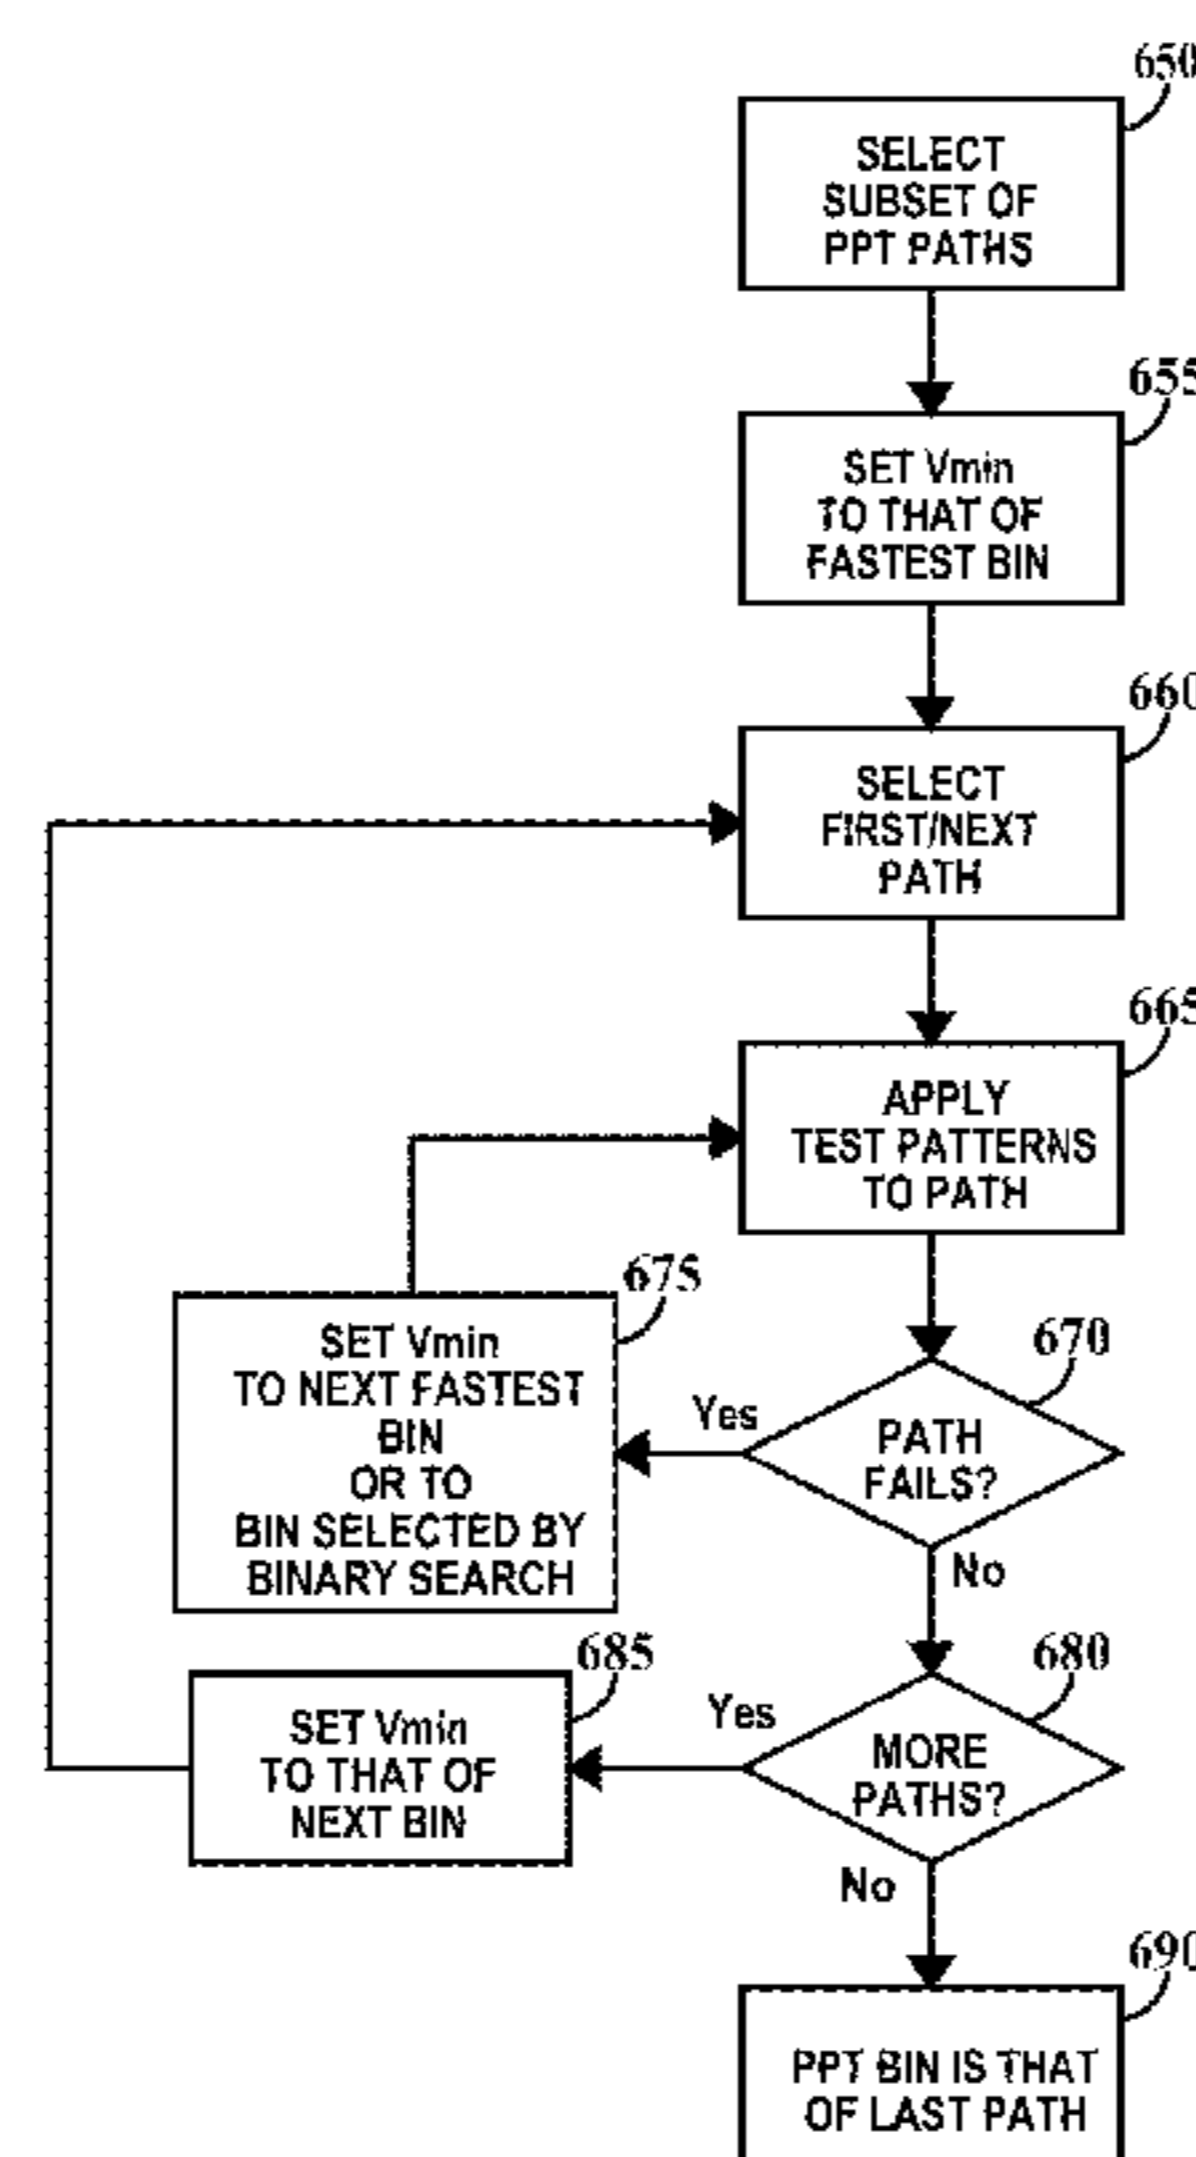 650
SELECT
SUBSET OF
PPT PATHS
655
SET Vmin
TO THAT OF
FASTEST BIN
660
SELECT
FIRST/NEXT
PATH
665
APPLY
TEST PATTERNS
TO PATH
675
SET Vmin
TO NEXT FASTEST
BIN
OR TO
BIN SELECTED BY
BINARY SEARCH
Yes
670
PATH
FAILS?
No
685
SET Vmin
TO THAT OF
NEXT BIN
Yes
680
MORE
PATHS?
No
690
PPT BIN IS THAT
OF LAST PATH